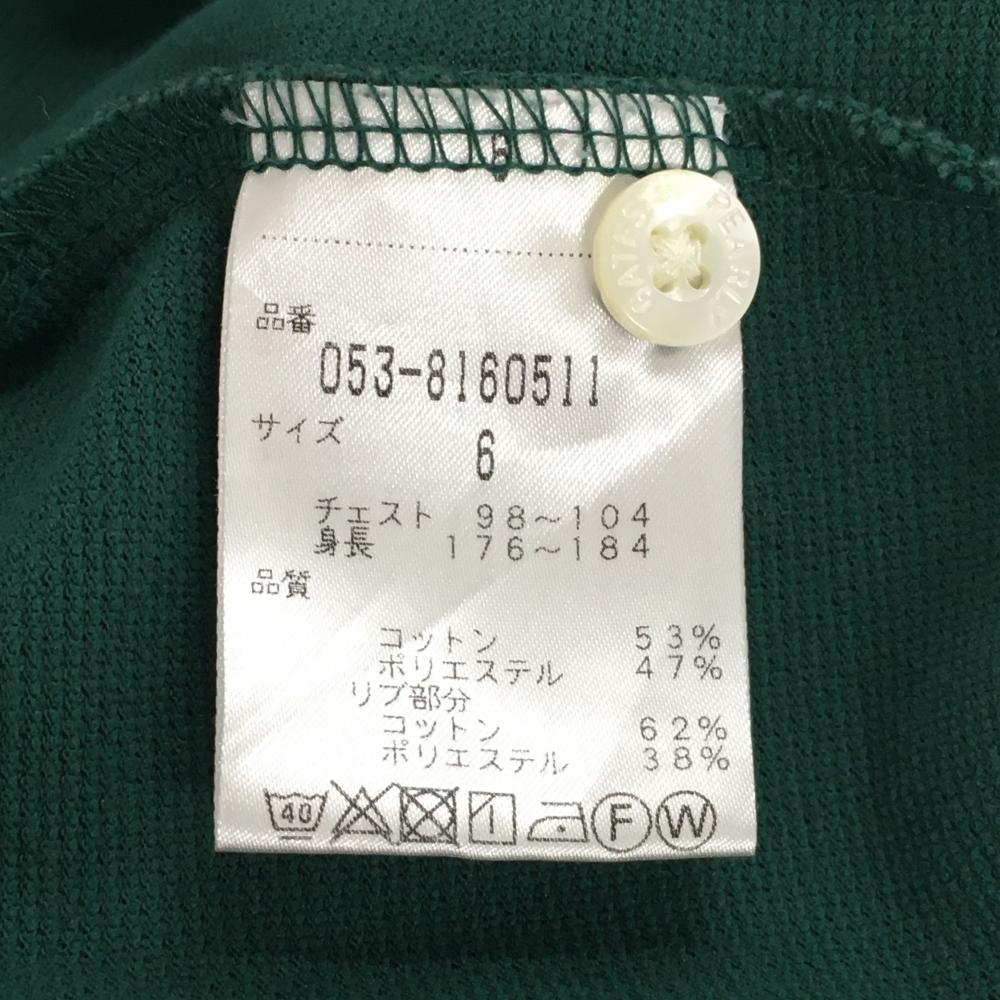 PEARLY GATES
品番
053-8160511
サイズ
6
チェスト 98~104
身長 176~184
品質
コットン 53%
ポリエステル 47%
リブ部分
コットン 62%
ポリエステル 38%
40
F W